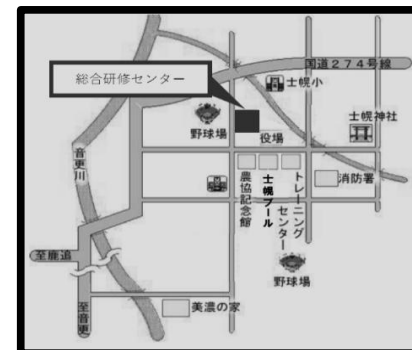 国道274号線
総合研修センター
士幌小
士幌神社
野球場
役場
音更川
農協記念館
士幌プール
トレーニング
センター
消防署
野球場
至鹿追
至音更
美濃の家